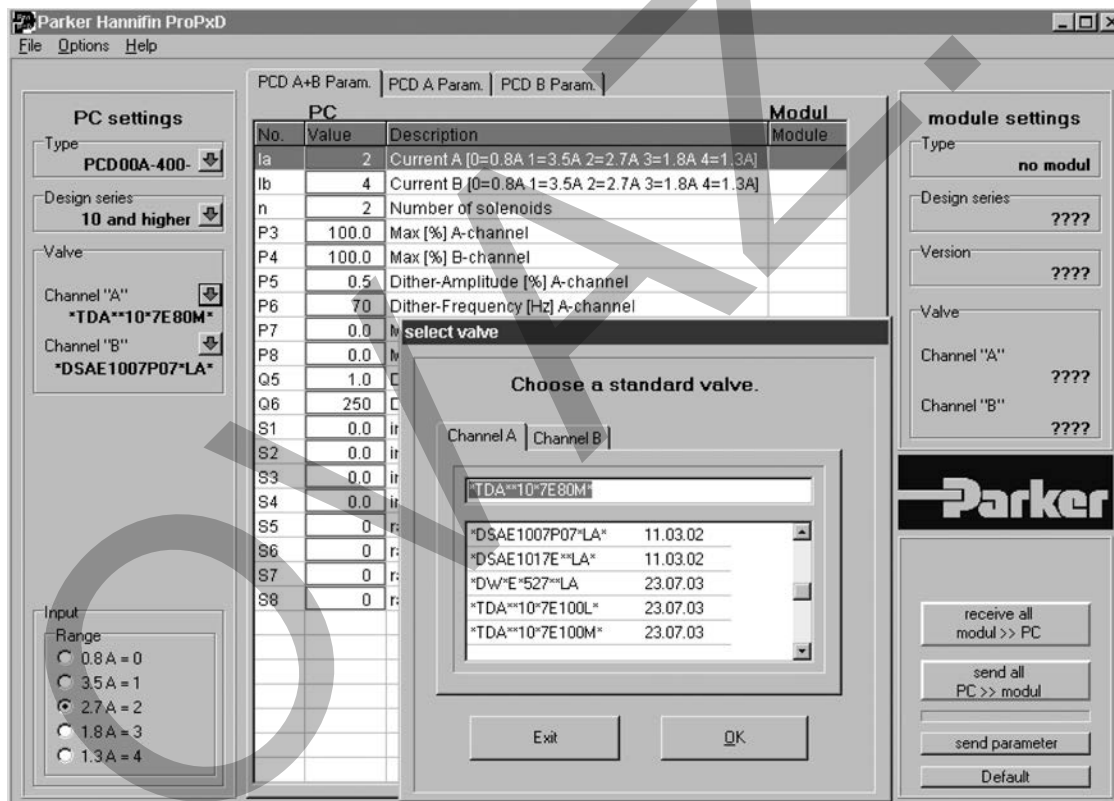 Parker Hannifin ProPxD
File Options Help
PC settings
Type
PCD00A-400-
Design series
10 and higher
Valve
Channel "A"
*TDA**10*7E80M*
Channel "B"
*DSAE1007P07*LA*
Input
Range
0.8 A = 0
3.5 A = 1
2.7 A = 2
1.8 A = 3
1.3 A = 4
PCD A+B Param. PCD A Param. PCD B Param.
PC Modul
No. Value Description Module
Ia 2 Current A [0=0.8A 1=3.5A 2=2.7A 3=1.8A 4=1.3A]
Ib 4 Current B [0=0.8A 1=3.5A 2=2.7A 3=1.8A 4=1.3A]
n 2 Number of solenoids
P3 100.0 Max [%] A-channel
P4 100.0 Max [%] B-channel
P5 0.5 Dither-Amplitude [%] A-channel
P6 70 Dither-Frequency [Hz] A-channel
P7 0.0
P8 0.0
Q5 1.0
Q6 250
S1 0.0
S2 0.0
S3 0.0
S4 0.0
S5 0
S6 0
S7 0
S8 0
select valve
Choose a standard valve.
Channel A Channel B
*TDA**10*7E80M*
*DSAE1007P07*LA* 11.03.02
*DSAE1017E**LA* 11.03.02
*DW*E*527**LA 23.07.03
*TDA**10*7E100L* 23.07.03
*TDA**10*7E100M* 23.07.03
Exit OK
module settings
Type
no modul
Design series
????
Version
????
Valve
Channel "A"
????
Channel "B"
????
Parker
receive all
modul >> PC
send all
PC >> modul
send parameter
Default
OVAZ.